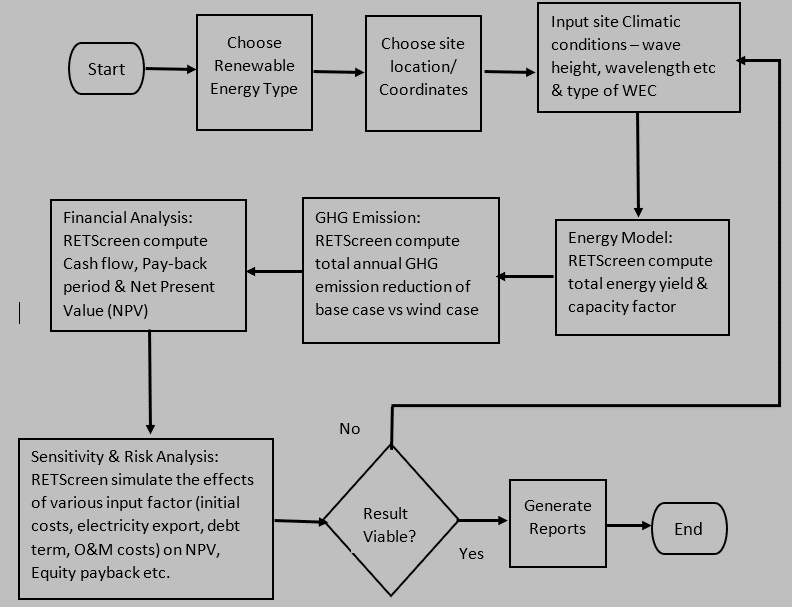 Start
Choose
Renewable
Energy Type
Choose site
location/
Coordinates
Input site Climatic
conditions – wave
height, wavelength etc
& type of WEC
Energy Model:
RETScreen compute
total energy yield &
capacity factor
GHG Emission:
RETScreen compute
total annual GHG
emission reduction of
base case vs wind case
Financial Analysis:
RETScreen compute
Cash flow, Pay-back
period & Net Present
Value (NPV)
Sensitivity & Risk Analysis:
RETScreen simulate the effects
of various input factor (initial
costs, electricity export, debt
term, O&M costs) on NPV,
Equity payback etc.
Result
Viable?
No
Yes
Generate
Reports
End